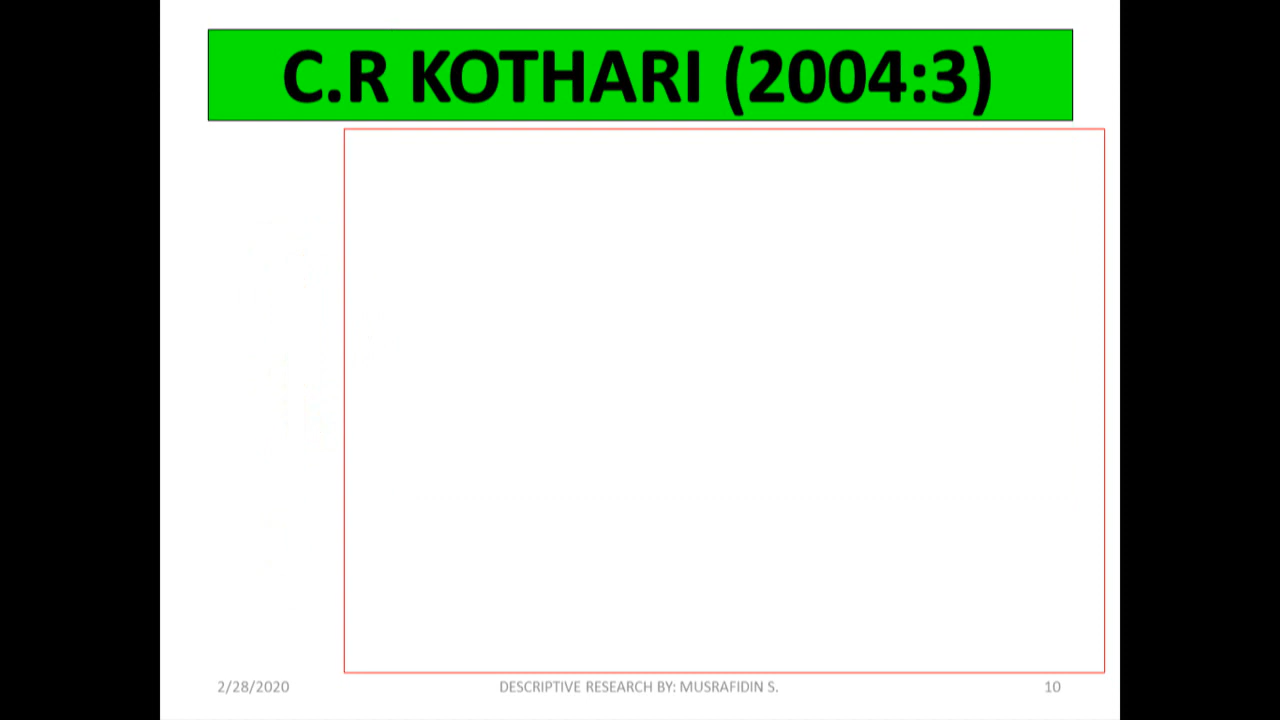 C.R KOTHARI (2004:3)
2/28/2020
DESCRIPTIVE RESEARCH BY: MUSRAFIDIN S.
10